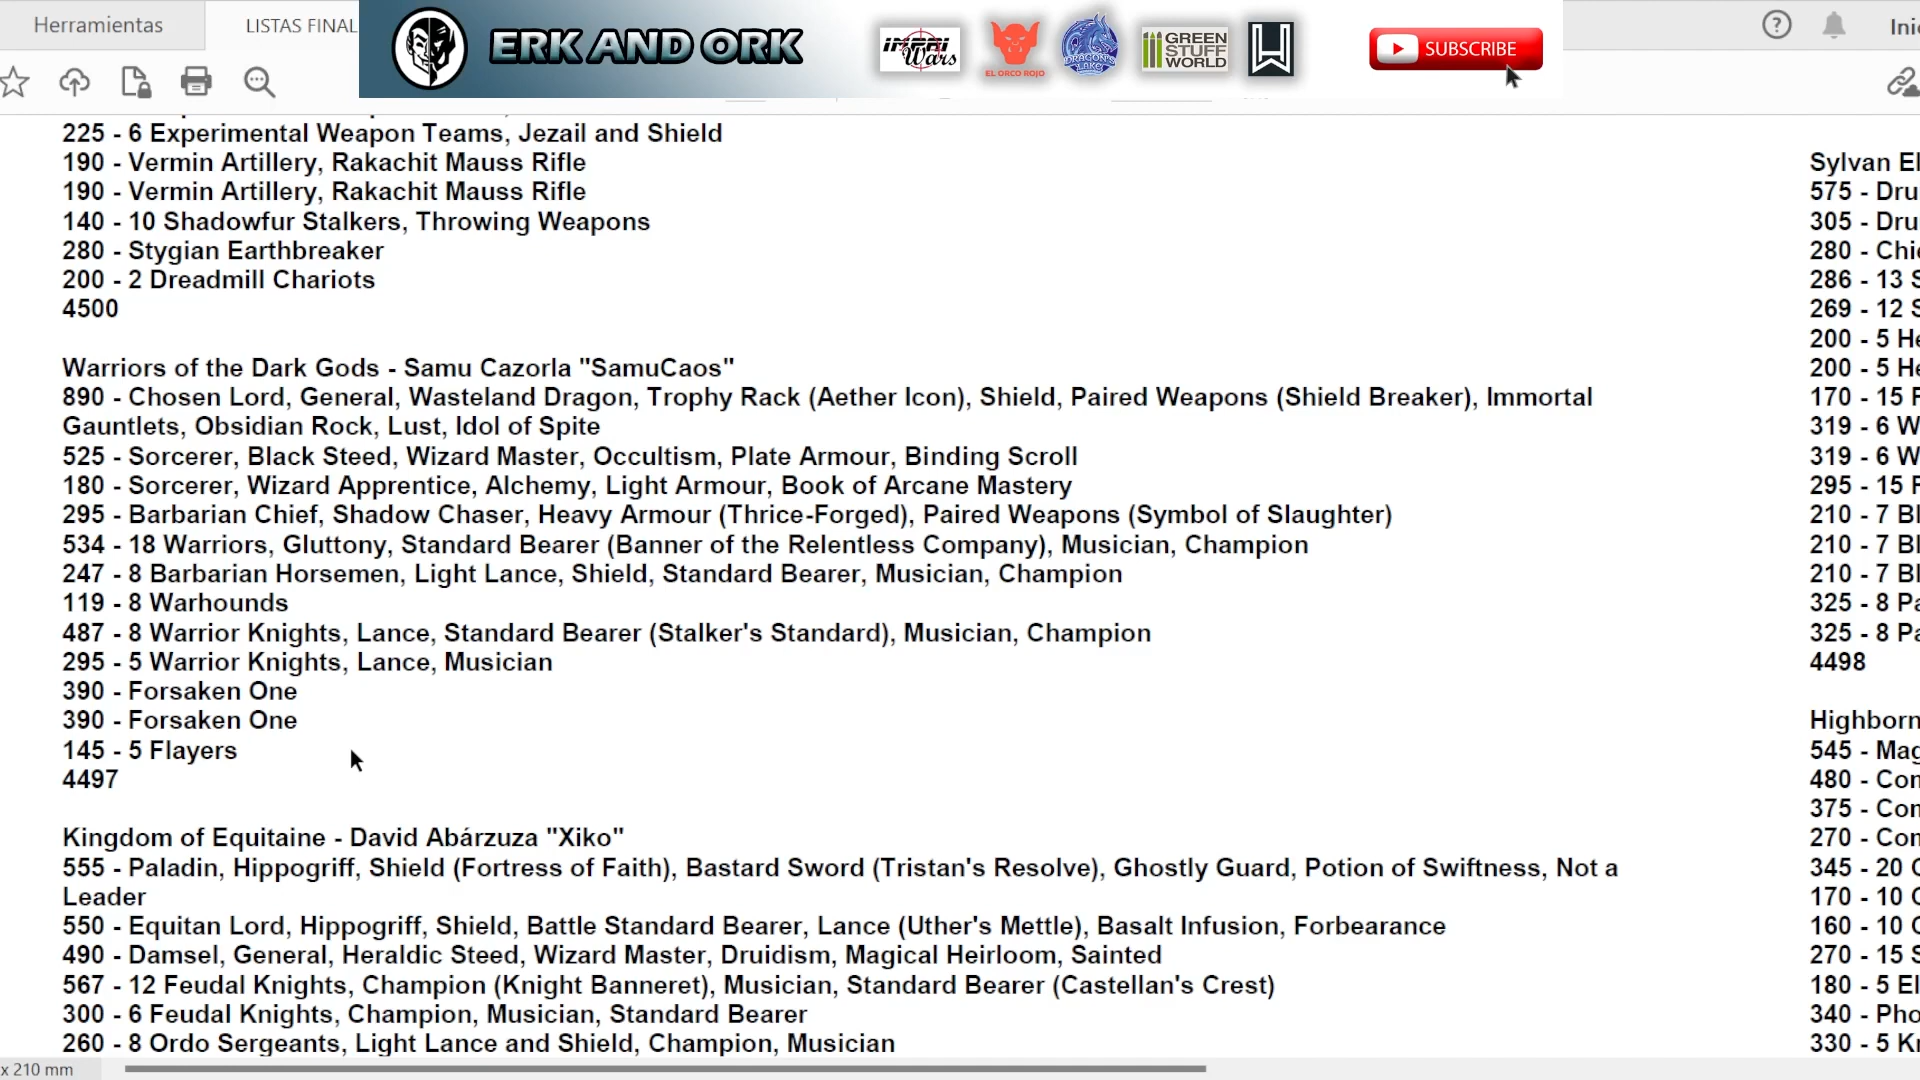 Herramientas
LISTAS FINAL
ERK AND ORK
IMPRI Wars
EL ORCO ROJO
DRAGON'S LAKE
GREEN STUFF WORLD
SUBSCRIBE
Ini
225 - 6 Experimental Weapon Teams, Jezail and Shield
190 - Vermin Artillery, Rakachit Mauss Rifle
190 - Vermin Artillery, Rakachit Mauss Rifle
140 - 10 Shadowfur Stalkers, Throwing Weapons
280 - Stygian Earthbreaker
200 - 2 Dreadmill Chariots
4500
Warriors of the Dark Gods - Samu Cazorla "SamuCaos"
890 - Chosen Lord, General, Wasteland Dragon, Trophy Rack (Aether Icon), Shield, Paired Weapons (Shield Breaker), Immortal
Gauntlets, Obsidian Rock, Lust, Idol of Spite
525 - Sorcerer, Black Steed, Wizard Master, Occultism, Plate Armour, Binding Scroll
180 - Sorcerer, Wizard Apprentice, Alchemy, Light Armour, Book of Arcane Mastery
295 - Barbarian Chief, Shadow Chaser, Heavy Armour (Thrice-Forged), Paired Weapons (Symbol of Slaughter)
534 - 18 Warriors, Gluttony, Standard Bearer (Banner of the Relentless Company), Musician, Champion
247 - 8 Barbarian Horsemen, Light Lance, Shield, Standard Bearer, Musician, Champion
119 - 8 Warhounds
487 - 8 Warrior Knights, Lance, Standard Bearer (Stalker's Standard), Musician, Champion
295 - 5 Warrior Knights, Lance, Musician
390 - Forsaken One
390 - Forsaken One
145 - 5 Flayers
4497
Kingdom of Equitaine - David Abárzuza "Xiko"
555 - Paladin, Hippogriff, Shield (Fortress of Faith), Bastard Sword (Tristan's Resolve), Ghostly Guard, Potion of Swiftness, Not a
Leader
550 - Equitan Lord, Hippogriff, Shield, Battle Standard Bearer, Lance (Uther's Mettle), Basalt Infusion, Forbearance
490 - Damsel, General, Heraldic Steed, Wizard Master, Druidism, Magical Heirloom, Sainted
567 - 12 Feudal Knights, Champion (Knight Banneret), Musician, Standard Bearer (Castellan's Crest)
300 - 6 Feudal Knights, Champion, Musician, Standard Bearer
260 - 8 Ordo Sergeants, Light Lance and Shield, Champion, Musician
Sylvan El
575 - Dru
305 - Dru
280 - Chie
286 - 13 S
269 - 12 S
200 - 5 He
200 - 5 He
170 - 15 F
319 - 6 W
319 - 6 W
295 - 15 F
210 - 7 Bl
210 - 7 Bl
210 - 7 Bl
325 - 8 Pa
325 - 8 Pa
4498
Highborn
545 - Mag
480 - Con
375 - Con
270 - Con
345 - 20 C
170 - 10 C
160 - 10 C
270 - 15 S
180 - 5 El
340 - Pho
330 - 5 Kn
x 210 mm